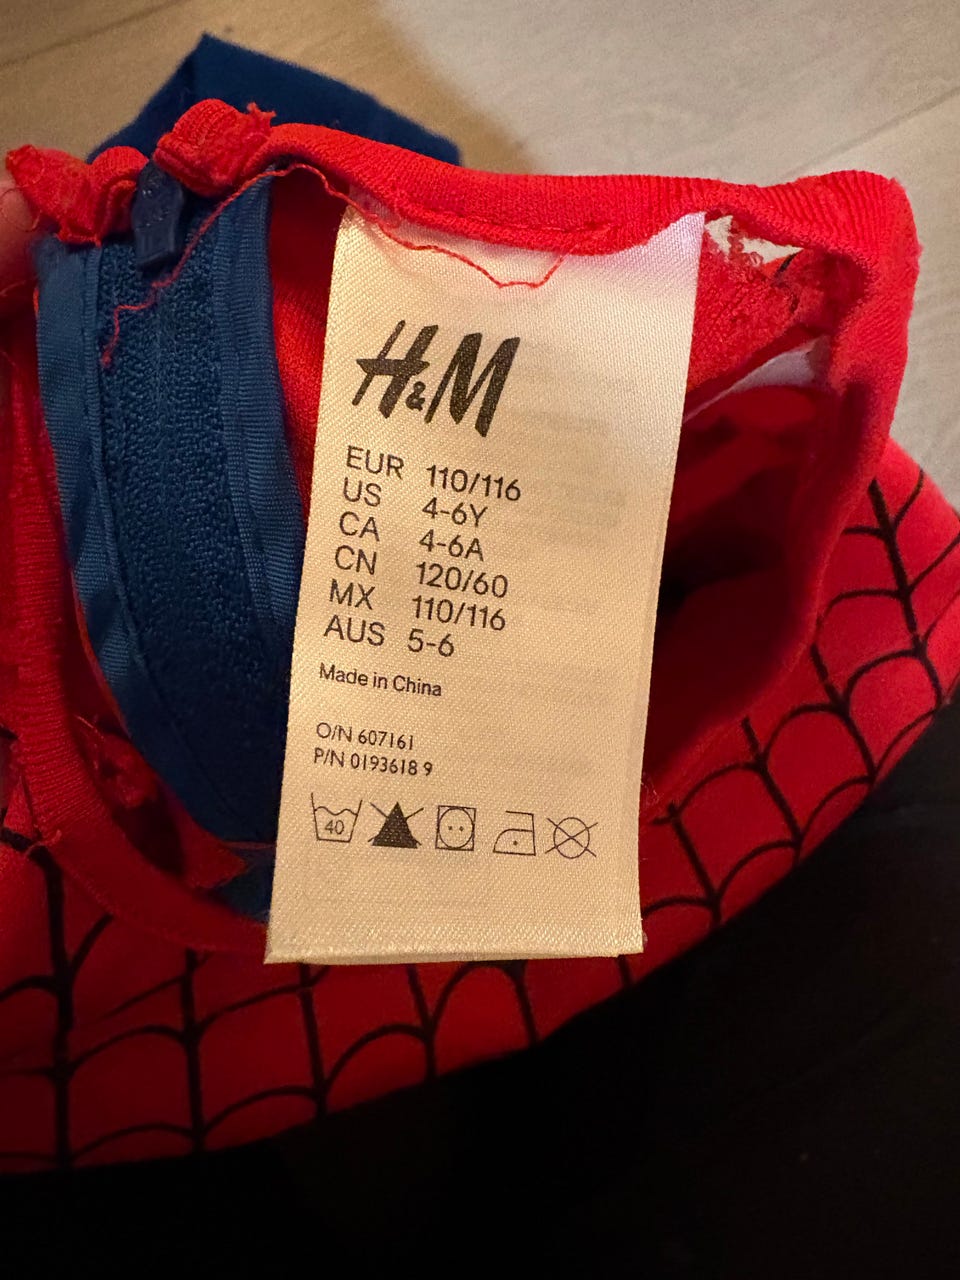 H&M
EUR 110/116
US 4-6Y
CA 4-6A
CN 120/60
MX 110/116
AUS 5-6
Made in China
O/N 607161
P/N 0193618 9
40